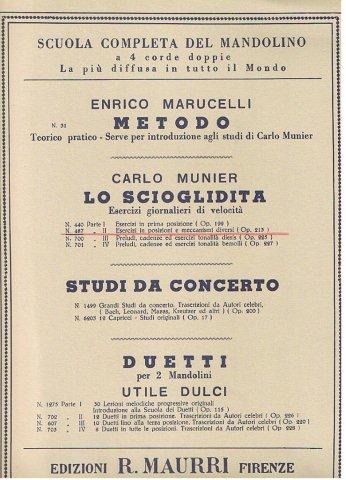 SCUOLA COMPLETA DEL MANDOLINO
a 4 corde doppie
La più diffusa in tutto il Mondo
ENRICO MARUCELLI
N. 31 METODO
Teorico pratico - Serve per introduzione agli studi di Carlo Munier
CARLO MUNIER
LO SCIOGLIDITA
Esercizi giornalieri di velocità
N. 440 Parte I Esercizi in prima posizione ( Op. 199 )
N. 467 " II Esercizi in posizioni e meccanismi diversi ( Op. 213 )
N. 700 " III Preludi, cadenze ed esercizi tonalità diesis ( Op. 225 )
N. 701 " IV Preludi, cadenze ed esercizi tonalità bemolli ( Op. 227 )
STUDI DA CONCERTO
N. 1499 Grandi Studi da concerto. Trascrizioni da Autori celebri,
( Bach, Leonard, Mazas, Kreutzer ed altri ) ( Op. 200 )
N. 6203 12 Capricci - Studi originali ( Op. 17 )
DUETTI
per 2 Mandolini
UTILE DULCI
N. 1275 Parte I 30 Lezioni melodiche progressive originali
Introduzione alla Scuola dei Duetti ( Op. 115 )
N. 702 " II 12 Duetti in prima posizione. Trascrizioni da Autori celebri ( Op. 226 )
N. 607 " III 10 Duetti fino alla terza posizione. Trascrizioni da Autori celebri ( Op. 220 )
N. 703 " IV 6 Duetti in tutte le posizioni. Trascrizioni da Autori celebri ( Op. 228 )
EDIZIONI R. MAURRI FIRENZE